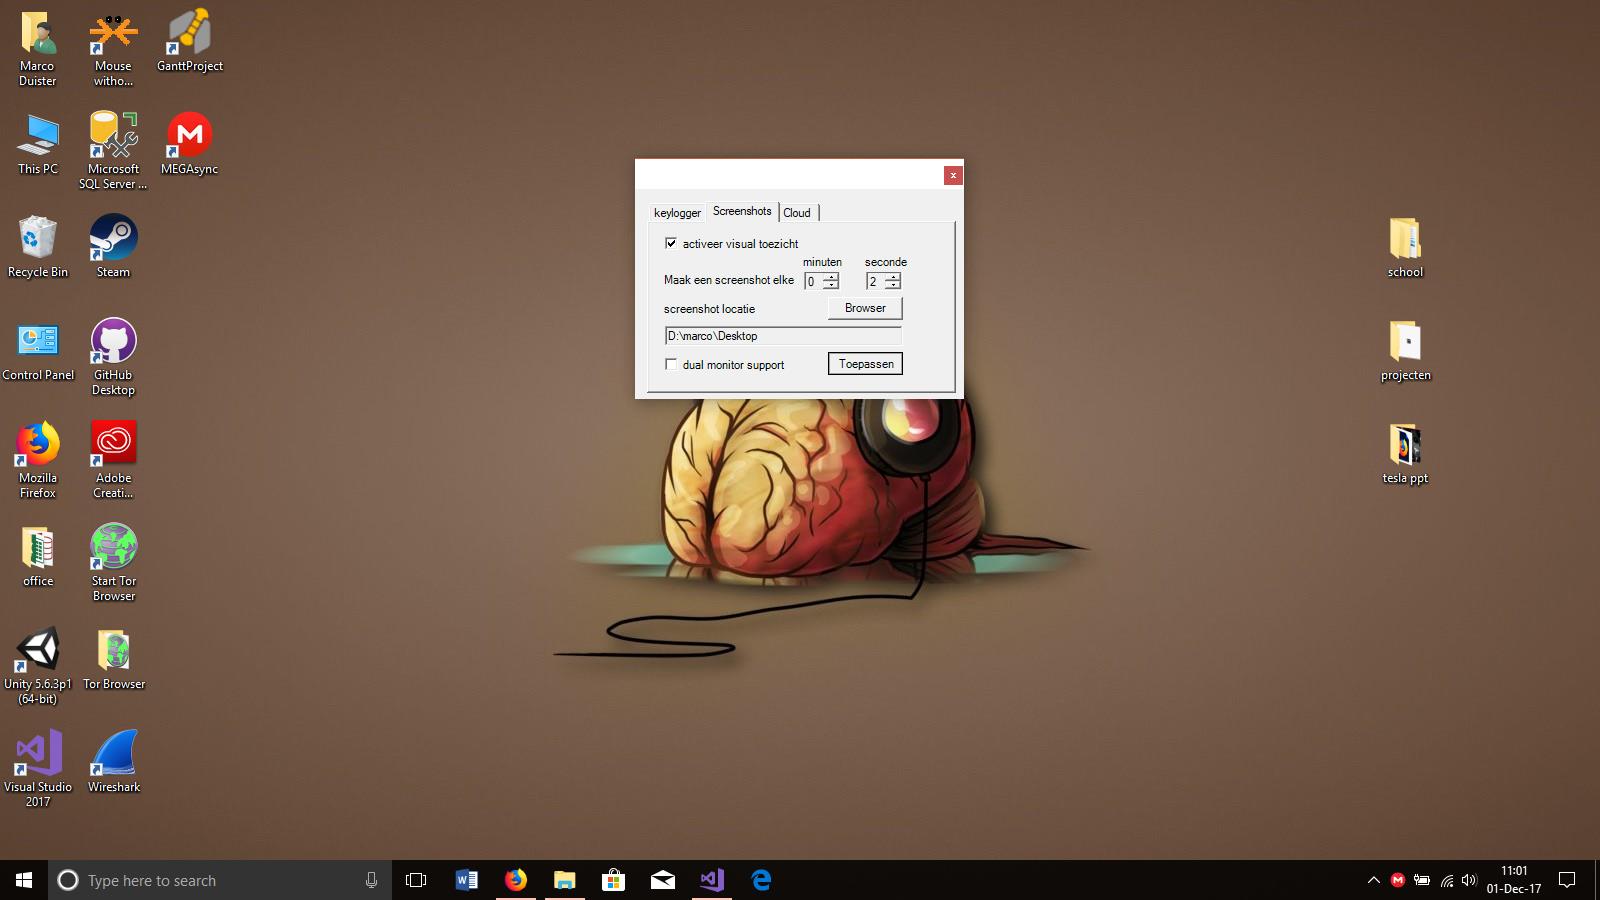 Marco
Duister
Mouse
witho...
GanttProject
This PC
Microsoft
SQL Server ...
MEGAsync
Recycle Bin
Steam
Control Panel
GitHub
Desktop
Mozilla
Firefox
Adobe
Creati...
office
Start Tor
Browser
Unity 5.6.3p1
(64-bit)
Tor Browser
Visual Studio
2017
Wireshark
x
keylogger
Screenshots
Cloud
activeer visual toezicht
minuten
seconde
Maak een screenshot elke
0
2
screenshot locatie
Browser
D:\marco\Desktop
dual monitor support
Toepassen
school
projecten
tesla ppt
Type here to search
11:01
01-Dec-17